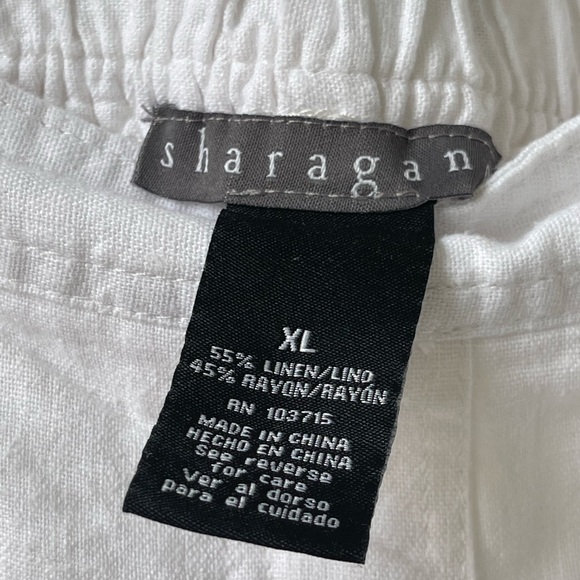 sharagan
XL
55% LINEN/LINO
45% RAYON/RAYÓN
RN 103715
MADE IN CHINA
HECHO EN CHINA
See reverse
for care
Ver al dorso
para el cuidado